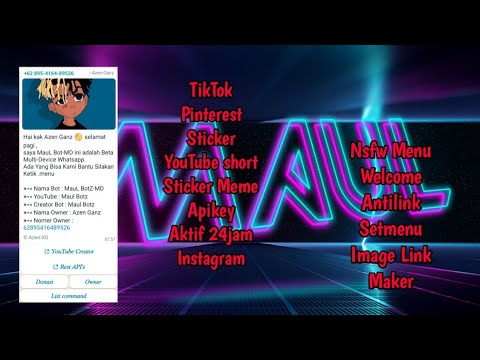 +62 895-4164-89526
~Azen Ganz
Hai kak Azen Ganz 👋 selamat
pagi ,
saya MauL Bot-MD ini adalah Beta
Multi-Device Whatsapp.
Ada Yang Bisa Kami Bantu Silakan
Ketik .menu
Nama Bot : MauL BotZ-MD
YouTube : Maul Botz
Creator Bot : Maul Botz
Nama Owner : Azen Ganz
Nomer Owner :
62895416489526
© Azen-XD
YouTube Creator
Rest APIs
Donasi
Owner
List command
MAUL
TikTok
Pinterest
Sticker
YouTube short
Sticker Meme
Apikey
Aktif 24jam
Instagram
Nsfw Menu
Welcome
Antilink
Setmenu
Image Link
Maker